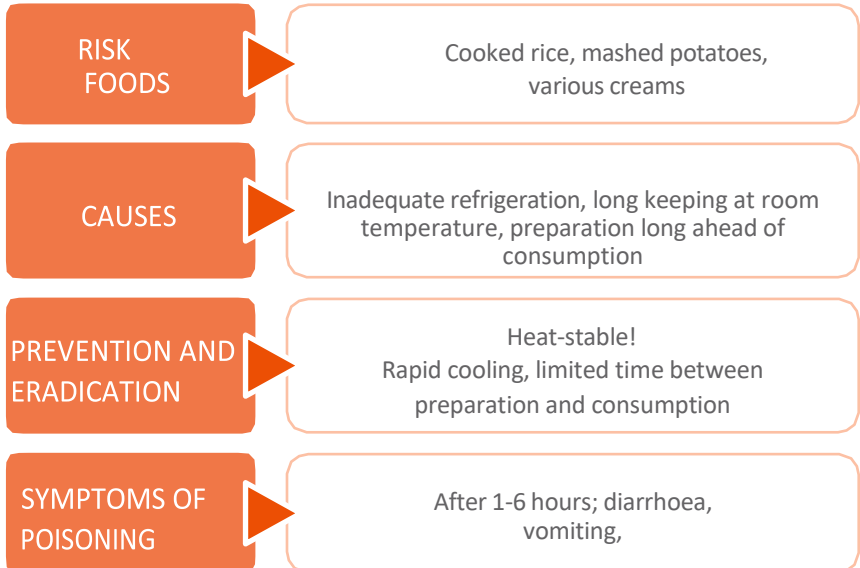 RISK
FOODS
Cooked rice, mashed potatoes,
various creams
CAUSES
Inadequate refrigeration, long keeping at room
temperature, preparation long ahead of
consumption
PREVENTION AND
ERADICATION
Heat-stable!
Rapid cooling, limited time between
preparation and consumption
SYMPTOMS OF
POISONING
After 1-6 hours; diarrhoea,
vomiting,